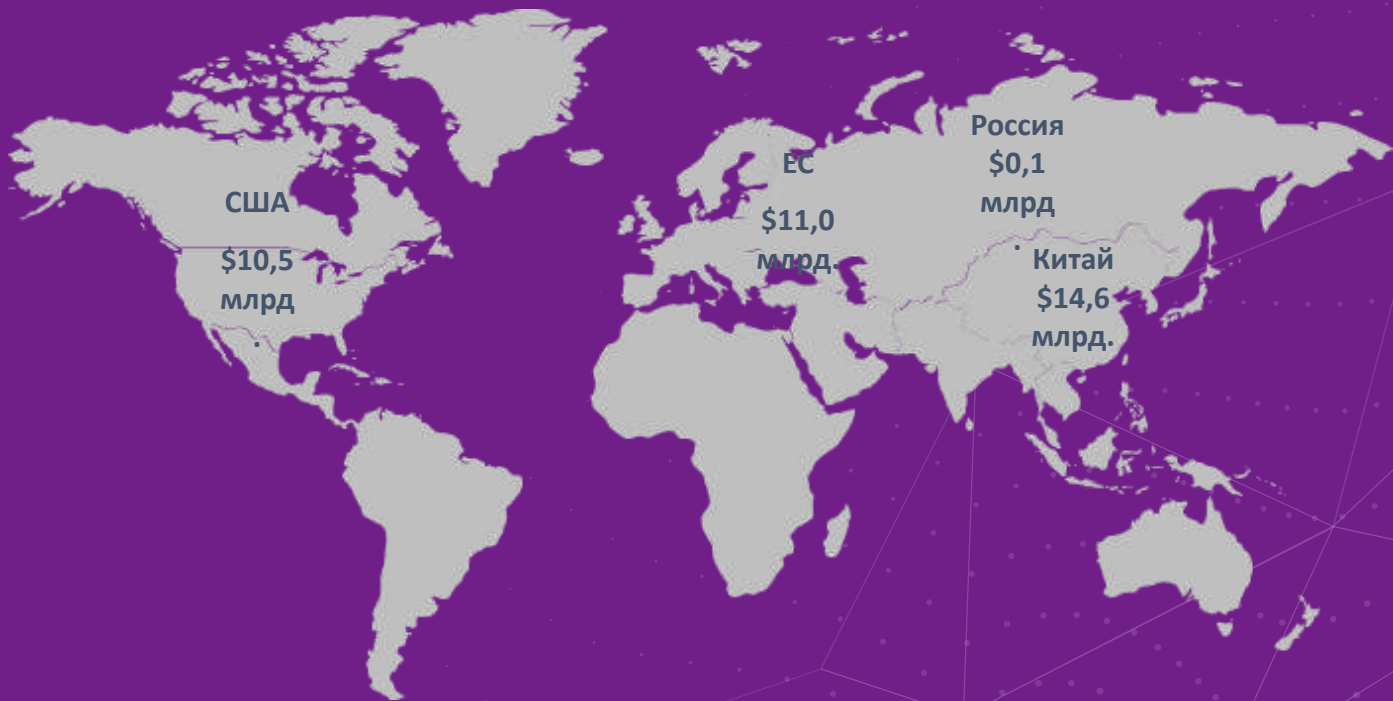 США
$10,5
млрд
.
ЕС
$11,0
млрд.
Россия
$0,1
млрд
.
Китай
$14,6
млрд.